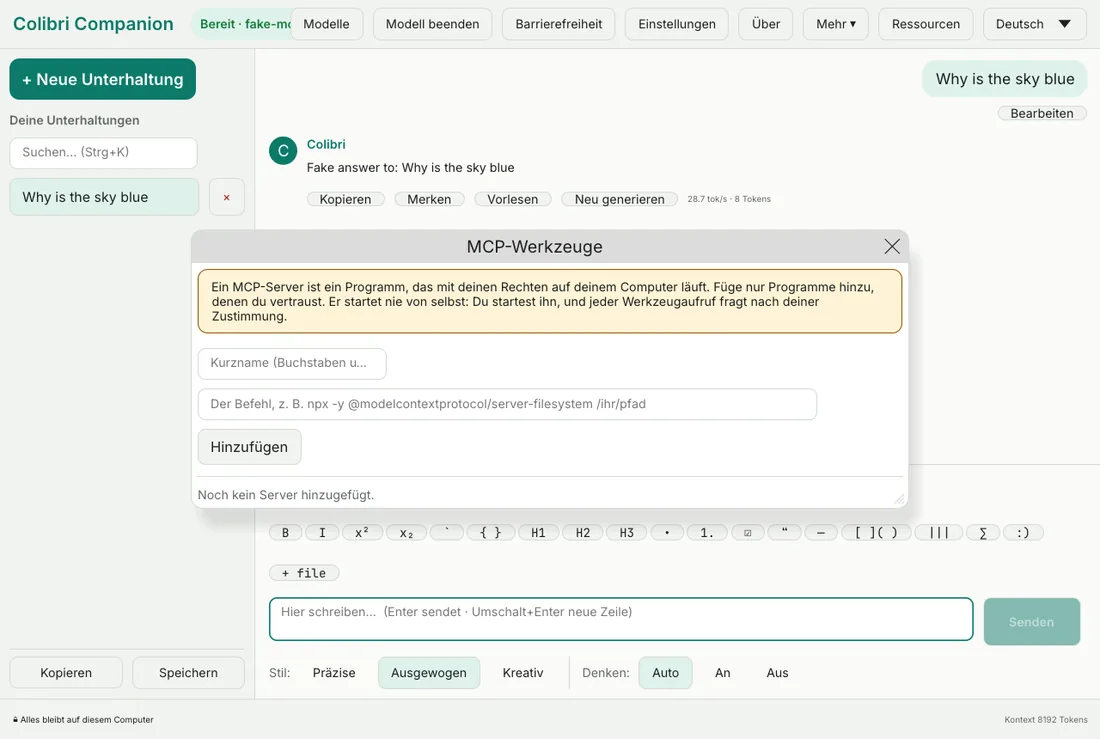 Colibri Companion
Bereit · fake-mo
Modelle
Modell beenden
Barrierefreiheit
Einstellungen
Über
Mehr ▾
Ressourcen
Deutsch
+ Neue Unterhaltung
Deine Unterhaltungen
Suchen... (Strg+K)
Why is the sky blue
×
Why is the sky blue
Bearbeiten
C
Colibri
Fake answer to: Why is the sky blue
Kopieren
Merken
Vorlesen
Neu generieren
28.7 tok/s · 8 Tokens
MCP-Werkzeuge
Ein MCP-Server ist ein Programm, das mit deinen Rechten auf deinem Computer läuft. Füge nur Programme hinzu,
denen du vertraust. Er startet nie von selbst: Du startest ihn, und jeder Werkzeugaufruf fragt nach deiner
Zustimmung.
Kurzname (Buchstaben u...
Der Befehl, z. B. npx -y @modelcontextprotocol/server-filesystem /ihr/pfad
Hinzufügen
Noch kein Server hinzugefügt.
B I x² x₂ ` { } H1 H2 H3 • 1. ☑ “ — [ ]( ) ||| ∑ :)
+ file
Hier schreiben... (Enter sendet · Umschalt+Enter neue Zeile)
Senden
Kopieren
Speichern
Stil:
Präzise
Ausgewogen
Kreativ
Denken:
Auto
An
Aus
Alles bleibt auf diesem Computer
Kontext 8192 Tokens